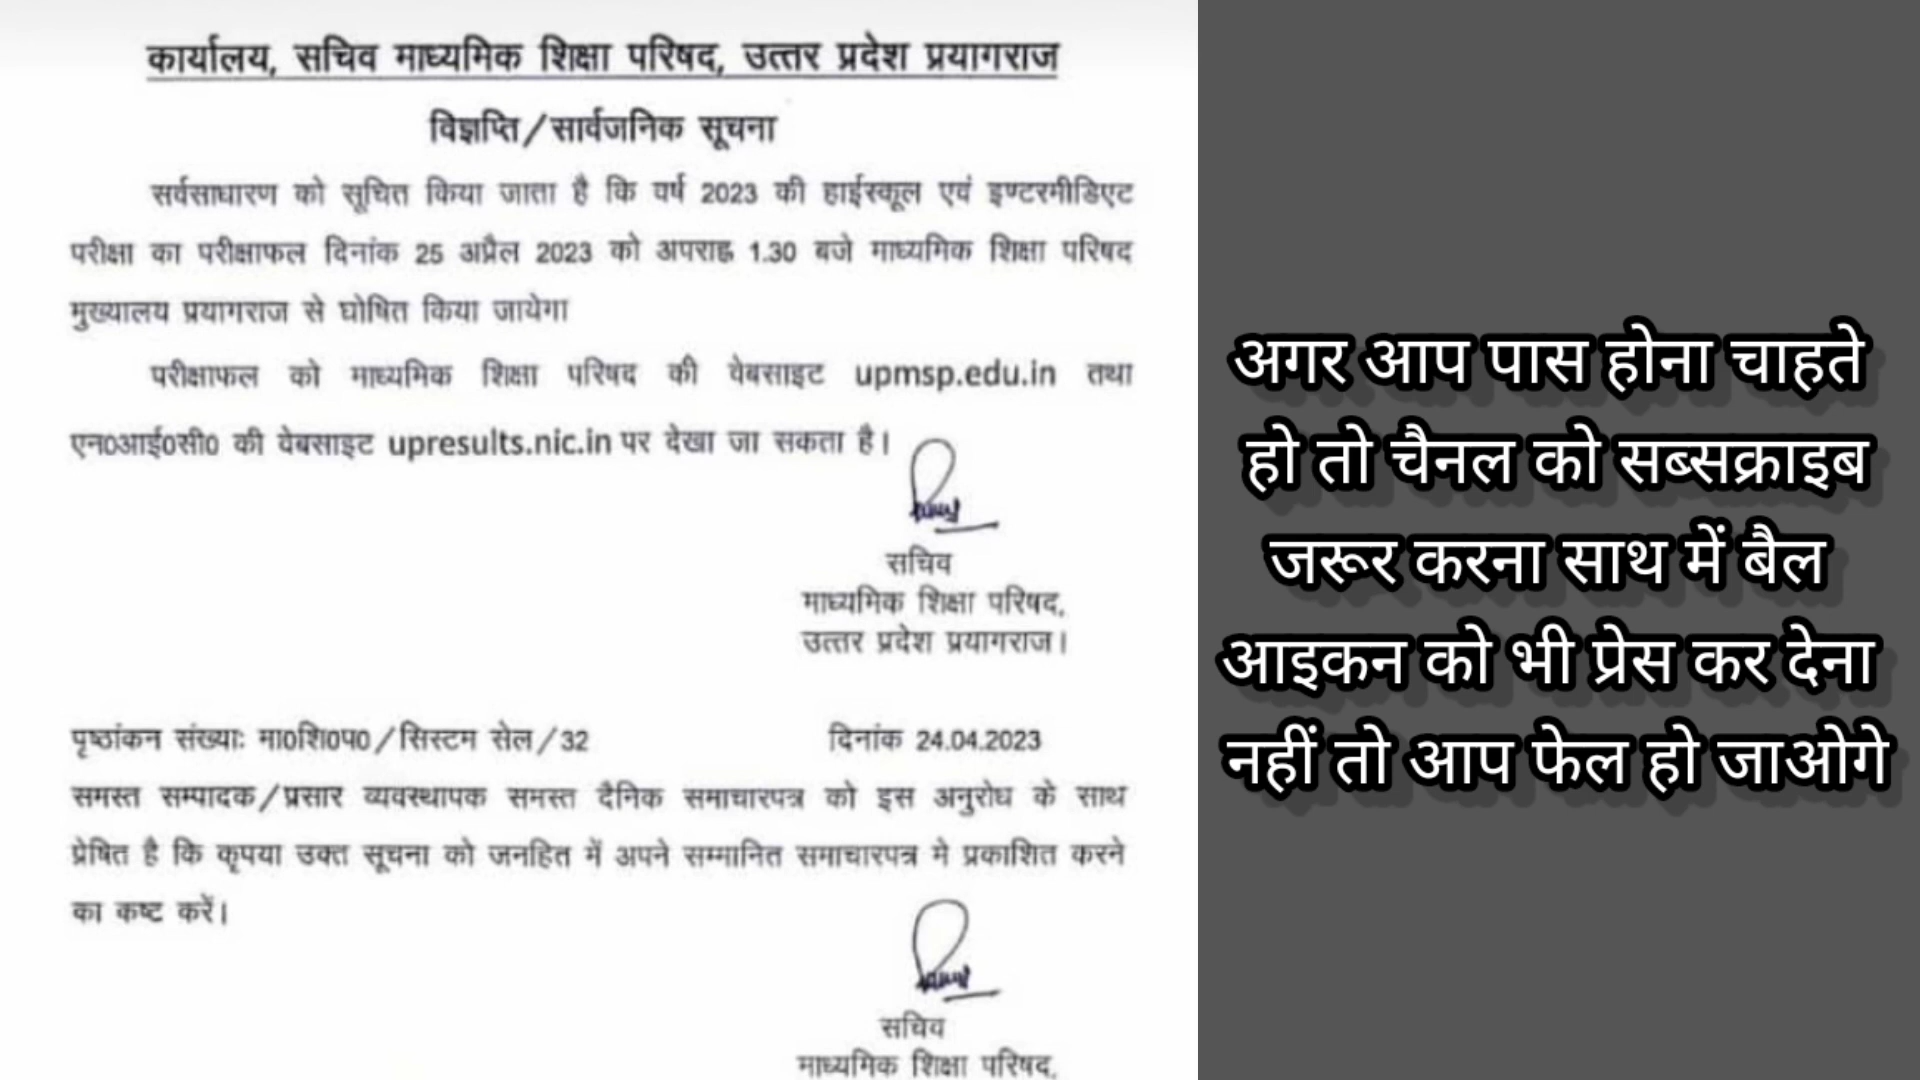 कार्यालय, सचिव माध्यमिक शिक्षा परिषद, उत्तर प्रदेश प्रयागराज
विज्ञप्ति/सार्वजनिक सूचना
सर्वसाधारण को सूचित किया जाता है कि वर्ष 2023 की हाईस्कूल एवं इण्टरमीडिएट
परीक्षा का परीक्षाफल दिनांक 25 अप्रैल 2023 को अपराह्न 1.30 बजे माध्यमिक शिक्षा परिषद
मुख्यालय प्रयागराज से घोषित किया जायेगा
परीक्षाफल को माध्यमिक शिक्षा परिषद की वेबसाइट upmsp.edu.in तथा
एन0आई0सी0 की वेबसाइट upresults.nic.in पर देखा जा सकता है।
सचिव
माध्यमिक शिक्षा परिषद,
उत्तर प्रदेश प्रयागराज।
पृष्ठांकन संख्याः मा0शि0प0/सिस्टम सेल/32 दिनांक 24.04.2023
समस्त सम्पादक/प्रसार व्यवस्थापक समस्त दैनिक समाचारपत्र को इस अनुरोध के साथ
प्रेषित है कि कृपया उक्त सूचना को जनहित में अपने सम्मानित समाचारपत्र मे प्रकाशित करने
का कष्ट करें।
सचिव
माध्यमिक शिक्षा परिषद,
अगर आप पास होना चाहते
हो तो चैनल को सब्सक्राइब
जरूर करना साथ में बैल
आइकन को भी प्रेस कर देना
नहीं तो आप फेल हो जाओगे